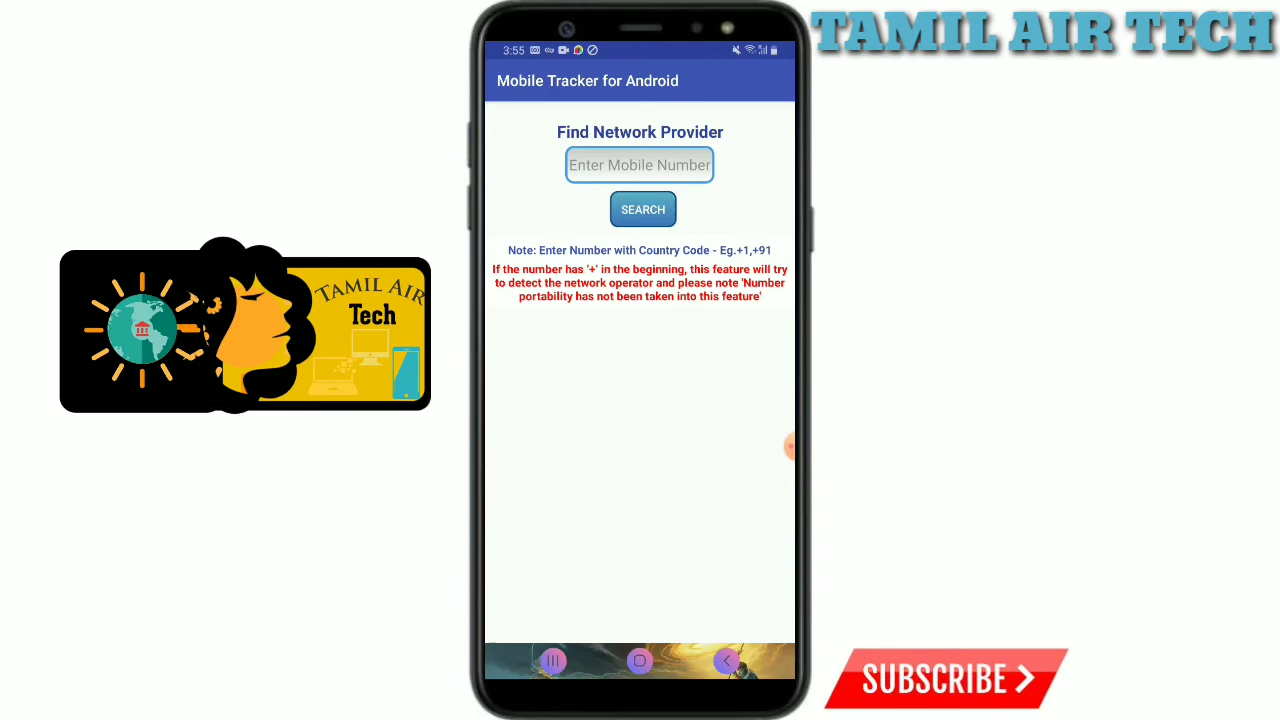 TAMIL AIR TECH
3:55
Mobile Tracker for Android
Find Network Provider
Enter Mobile Number
SEARCH
Note: Enter Number with Country Code - Eg.+1,+91
If the number has '+' in the beginning, this feature will try
to detect the network operator and please note 'Number
portability has not been taken into this feature'
TAMIL AIR
Tech
SUBSCRIBE